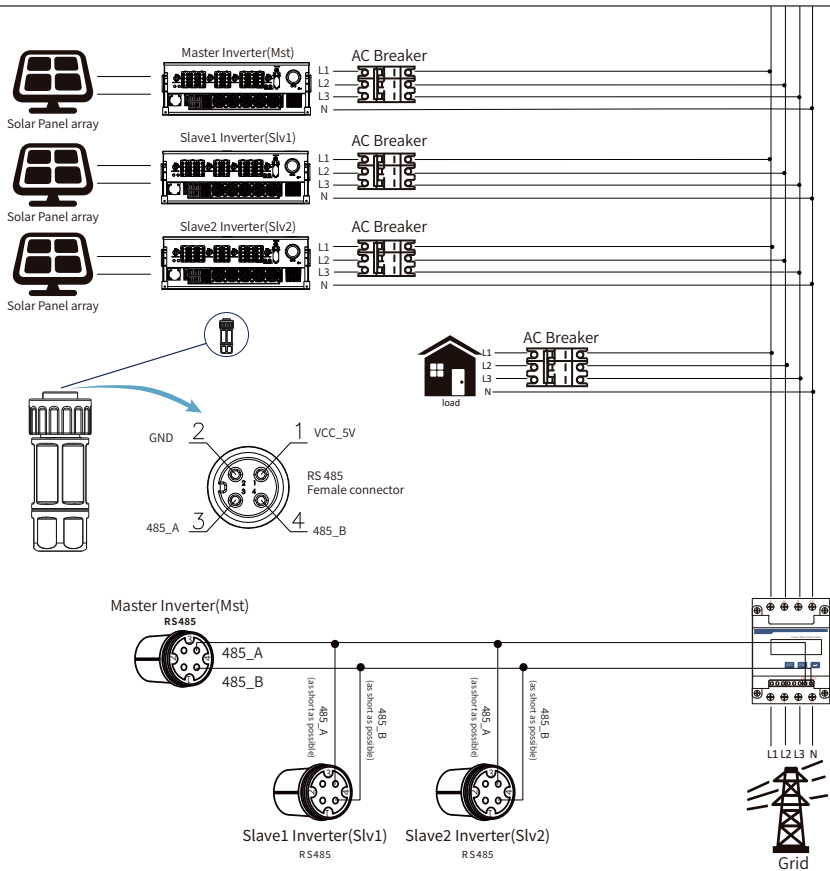 Master Inverter(Mst)
AC Breaker
L1
L2
L3
N
Solar Panel array
Slave1 Inverter(Slv1)
AC Breaker
L1
L2
L3
N
Solar Panel array
Slave2 Inverter(Slv2)
AC Breaker
L1
L2
L3
N
Solar Panel array
AC Breaker
L1
L2
L3
N
load
GND 2
1 VCC_5V
2 1
3 4
RS 485
Female connector
485_A 3
4 485_B
Master Inverter(Mst)
RS485
485_A
485_B
485_A
(as short as possible)
485_B
(as short as possible)
485_A
(as short as possible)
485_B
(as short as possible)
Slave1 Inverter(Slv1)
RS485
Slave2 Inverter(Slv2)
RS485
L1 L2 L3 N
Grid